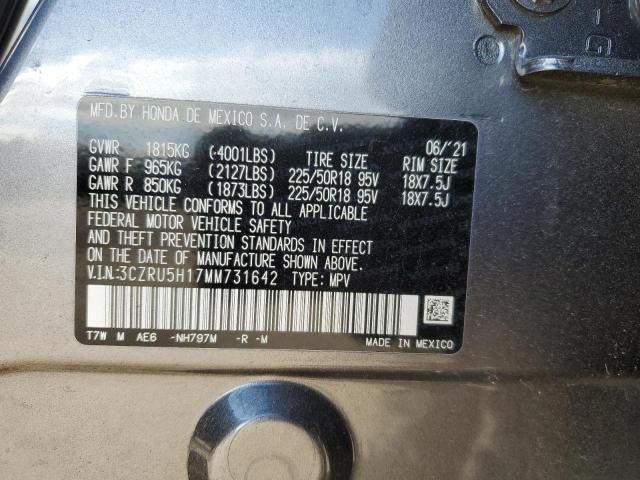 MFD.BY HONDA DE MEXICO S.A. DE C.V.
06/'21
GVWR 1815KG (-4001LBS) TIRE SIZE RIM SIZE
GAWR F 965KG (2127LBS) 225/50R18 95V 18X7.5J
GAWR R 850KG (1873LBS) 225/50R18 95V 18X7.5J
THIS VEHICLE CONFORMS TO ALL APPLICABLE
FEDERAL MOTOR VEHICLE SAFETY
AND THEFT PREVENTION STANDARDS IN EFFECT
ON THE DATE OF MANUFACTURE SHOWN ABOVE.
V.I.N.:3CZRU5H17MM731642 TYPE: MPV
T7W M AE6 -NH797M -R -M MADE IN MEXICO